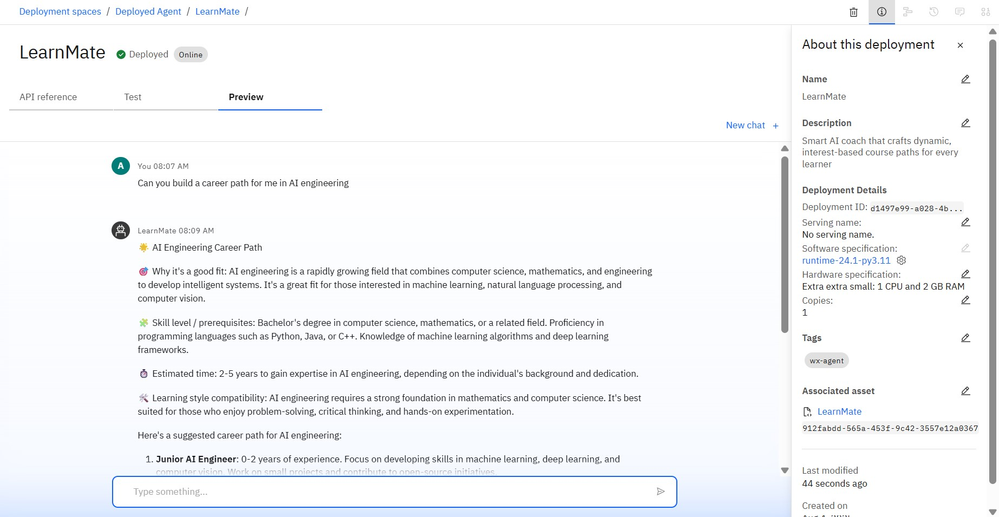 Deployment spaces / Deployed Agent / LearnMate /
LearnMate Deployed Online
API reference Test Preview
New chat +
A You 08:07 AM
Can you build a career path for me in AI engineering
LearnMate 08:09 AM
AI Engineering Career Path
Why it's a good fit: AI engineering is a rapidly growing field that combines computer science, mathematics, and engineering
to develop intelligent systems. It's a great fit for those interested in machine learning, natural language processing, and
computer vision.
Skill level / prerequisites: Bachelor's degree in computer science, mathematics, or a related field. Proficiency in
programming languages such as Python, Java, or C++. Knowledge of machine learning algorithms and deep learning
frameworks.
Estimated time: 2-5 years to gain expertise in AI engineering, depending on the individual's background and dedication.
Learning style compatibility: AI engineering requires a strong foundation in mathematics and computer science. It's best
suited for those who enjoy problem-solving, critical thinking, and hands-on experimentation.
Here's a suggested career path for AI engineering:
1. Junior AI Engineer: 0-2 years of experience. Focus on developing skills in machine learning, deep learning, and
computer vision. Work on small projects and contribute to open-source initiatives.
Type something...
About this deployment
Name
LearnMate
Description
Smart AI coach that crafts dynamic,
interest-based course paths for every
learner
Deployment Details
Deployment ID: d1497e99-a028-4b...
Serving name:
No serving name.
Software specification:
runtime-24.1-py3.11
Hardware specification:
Extra extra small: 1 CPU and 2 GB RAM
Copies:
1
Tags
wx-agent
Associated asset
LearnMate
912fabdd-565a-453f-9c42-3557e12a0367
Last modified
44 seconds ago
Created on